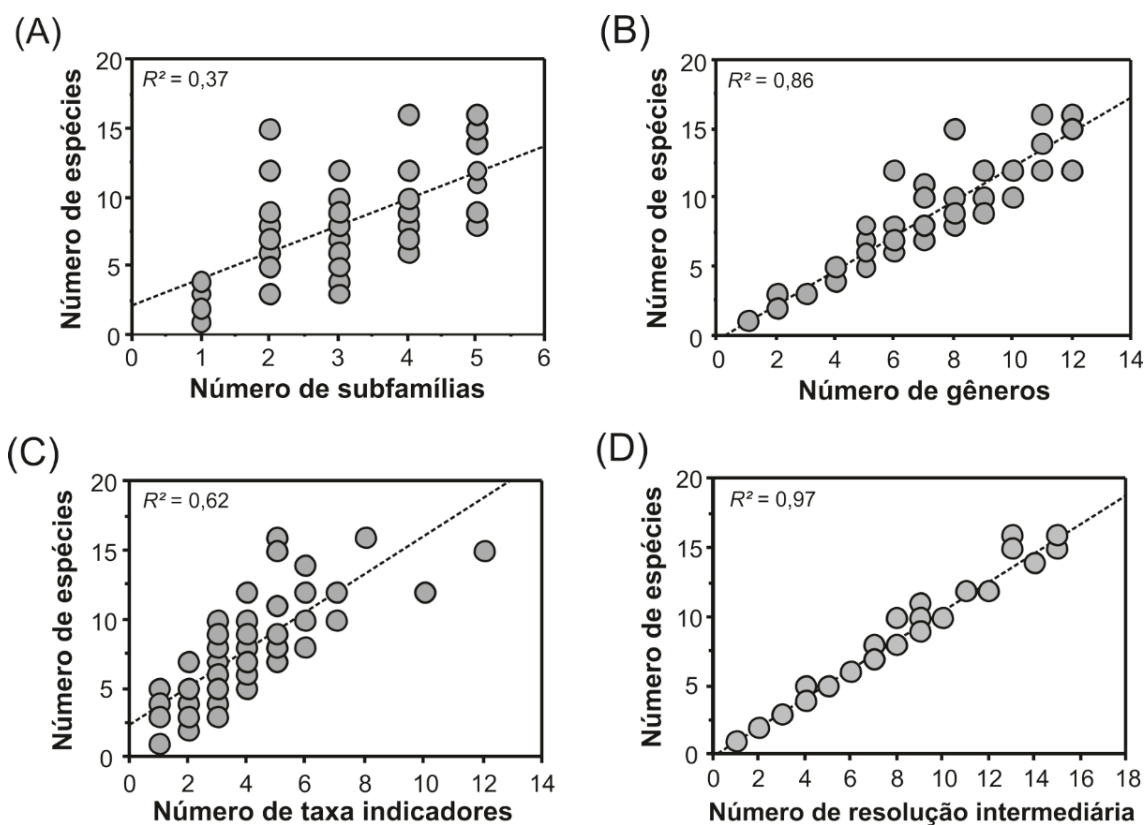 (A)
R² = 0,37
Número de espécies
20
15
10
5
0
0 1 2 3 4 5 6
Número de subfamílias
(B)
R² = 0,86
Número de espécies
20
15
10
5
0
0 2 4 6 8 10 12 14
Número de gêneros
(C)
R² = 0,62
Número de espécies
20
15
10
5
0
0 2 4 6 8 10 12 14
Número de taxa indicadores
(D)
R² = 0,97
Número de espécies
20
15
10
5
0
0 2 4 6 8 10 12 14 16 18
Número de resolução intermediária